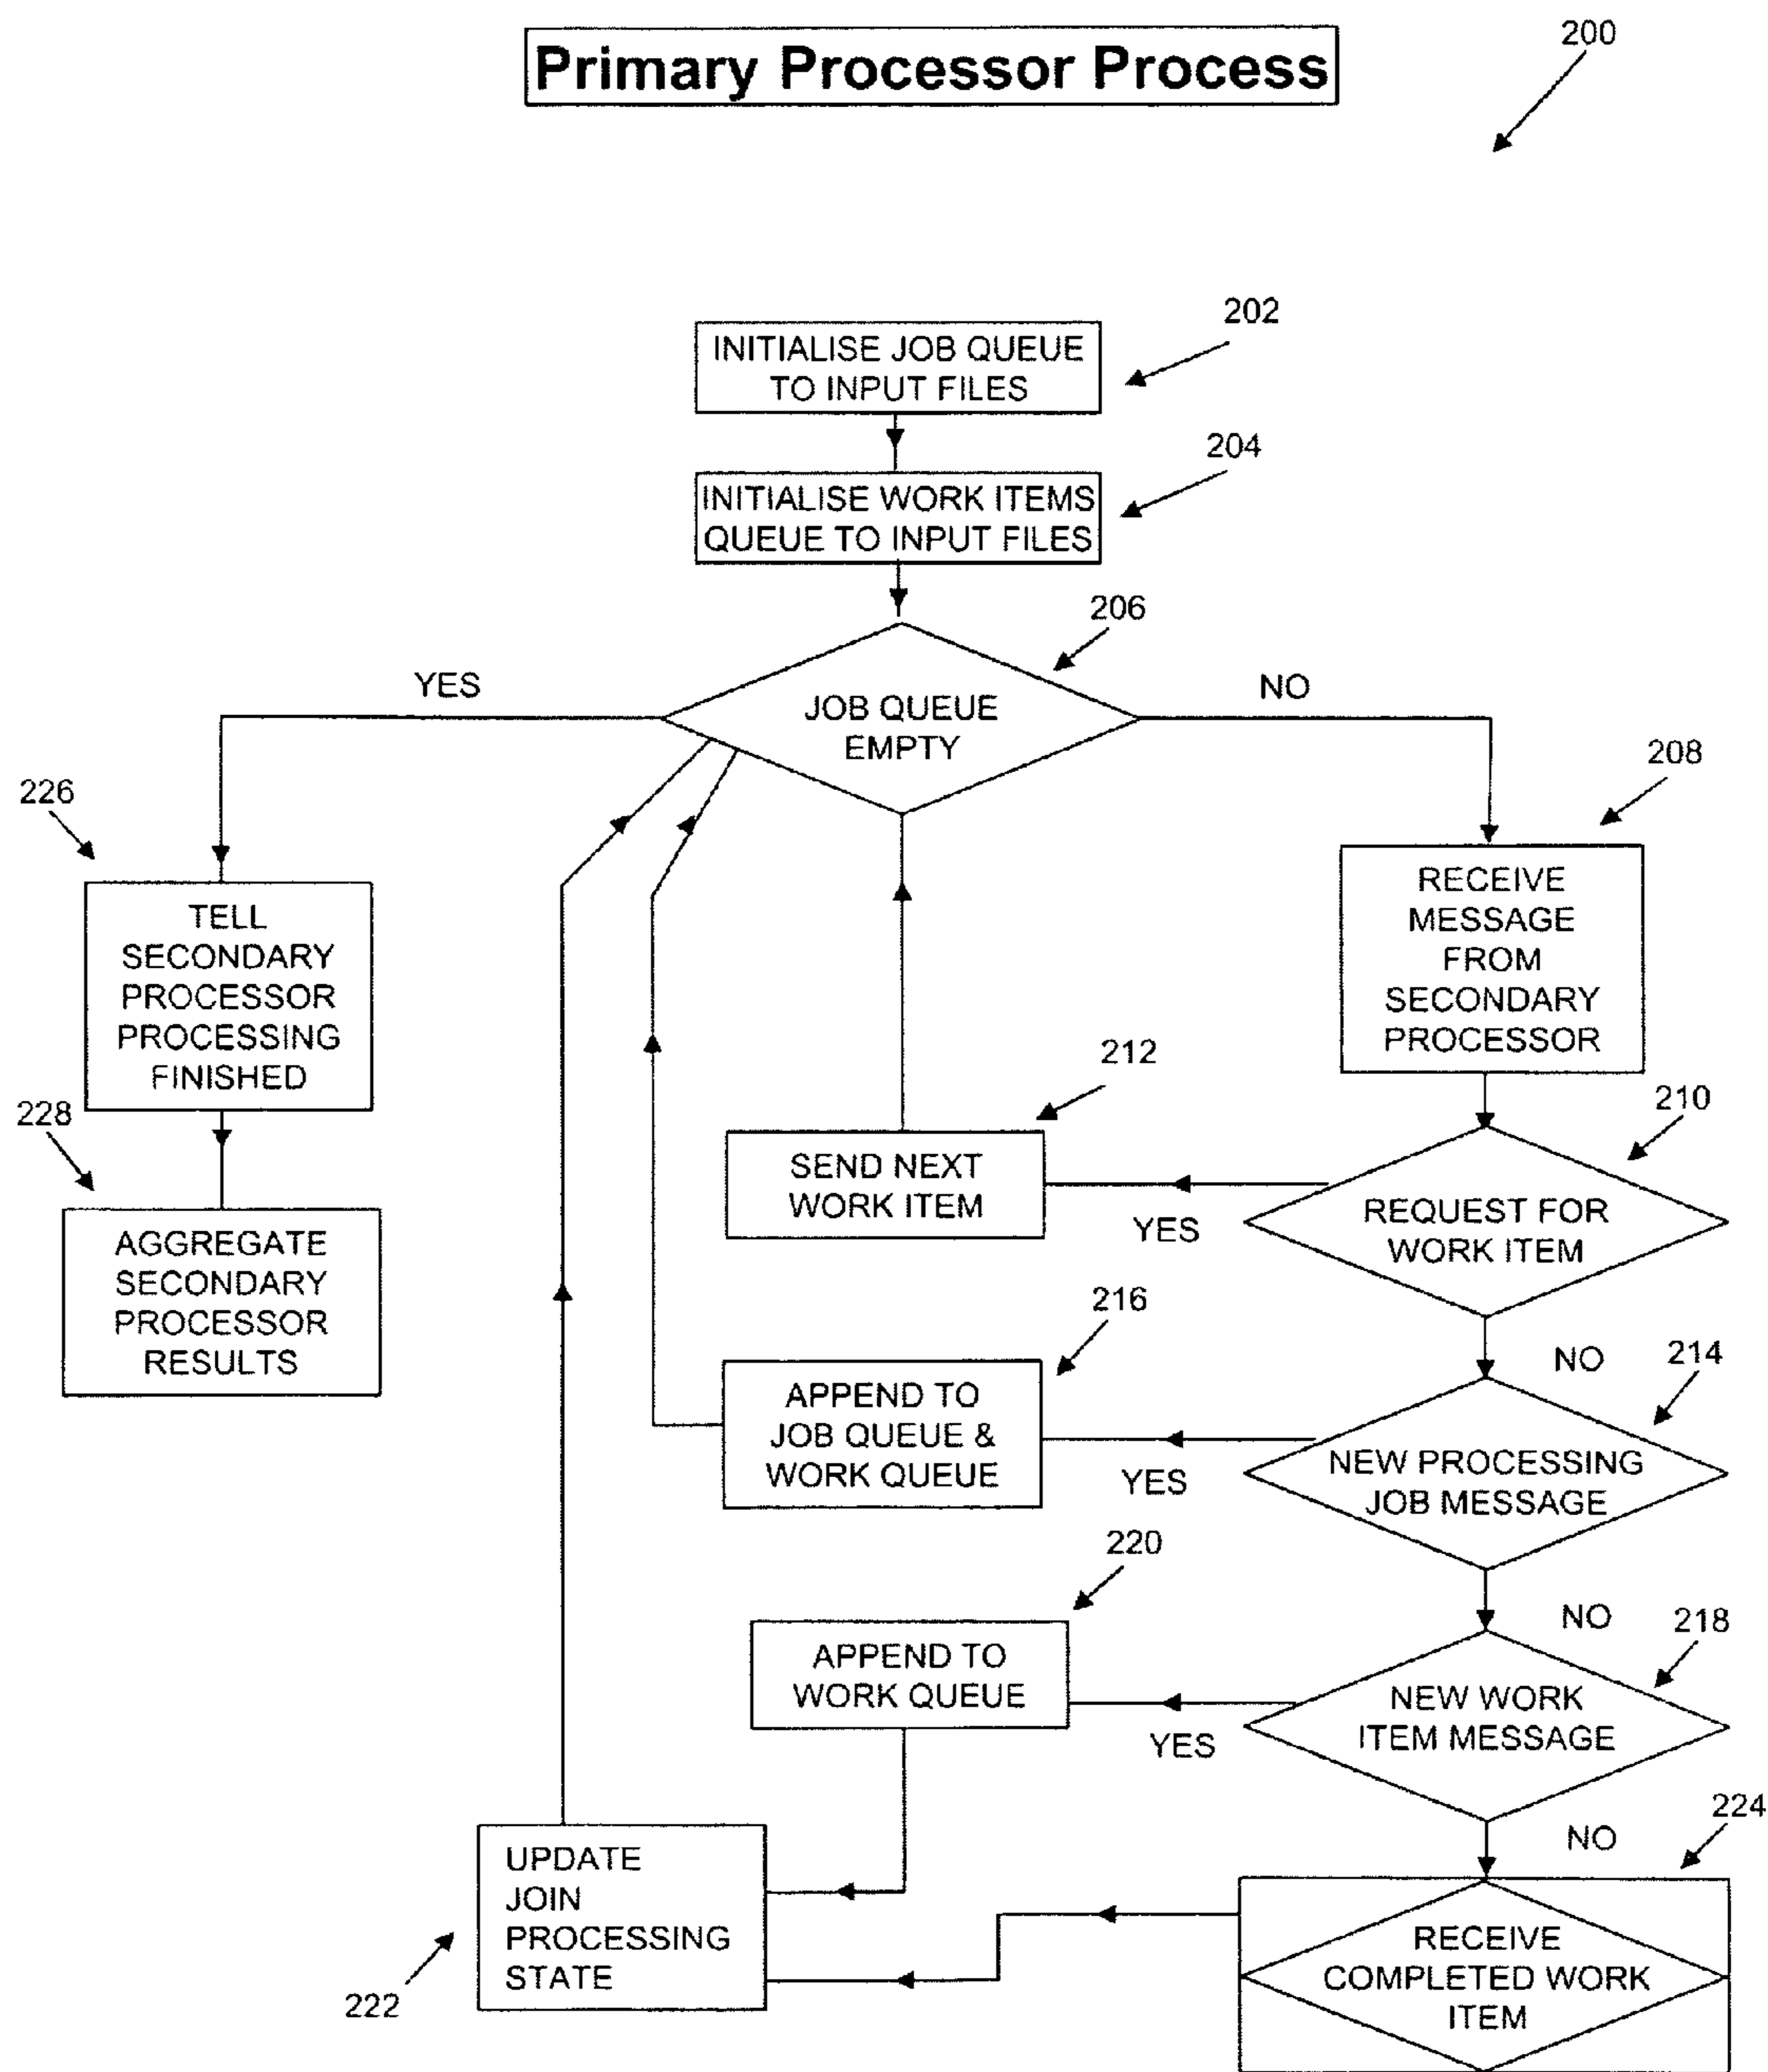 Primary Processor Process
200
202
INITIALISE JOB QUEUE
TO INPUT FILES
204
INITIALISE WORK ITEMS
QUEUE TO INPUT FILES
206
YES
JOB QUEUE
EMPTY
NO
226
208
TELL
SECONDARY
PROCESSOR
PROCESSING
FINISHED
RECEIVE
MESSAGE
FROM
SECONDARY
PROCESSOR
228
212
210
AGGREGATE
SECONDARY
PROCESSOR
RESULTS
SEND NEXT
WORK ITEM
YES
REQUEST FOR
WORK ITEM
216
NO
214
APPEND TO
JOB QUEUE &
WORK QUEUE
YES
NEW PROCESSING
JOB MESSAGE
220
NO
218
APPEND TO
WORK QUEUE
YES
NEW WORK
ITEM MESSAGE
NO
224
UPDATE
JOIN
PROCESSING
STATE
222
RECEIVE
COMPLETED WORK
ITEM